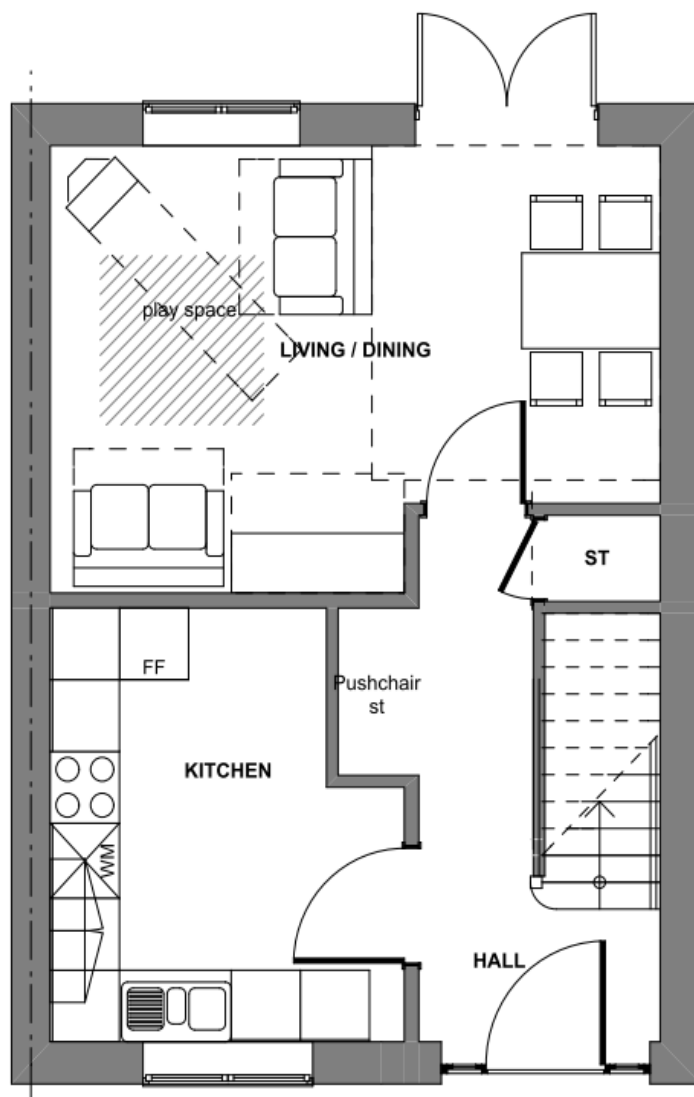 play space
LIVING / DINING
ST
FF
Pushchair
st
KITCHEN
WM
HALL